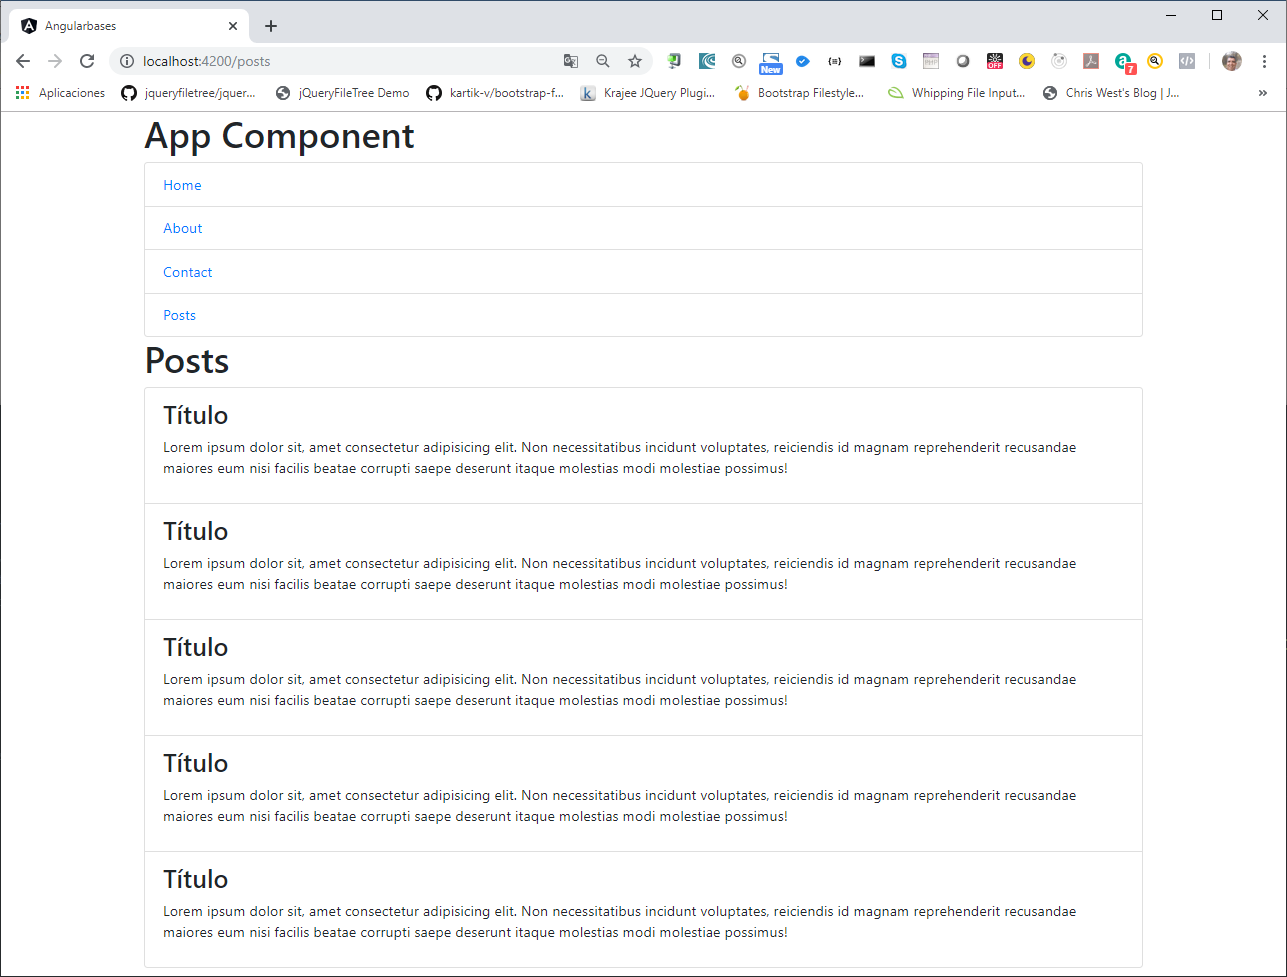 Angularbases
localhost:4200/posts
New
OFF
7
Aplicaciones
jqueryfiletree/jquer...
jQueryFileTree Demo
kartik-v/bootstrap-f...
Krajee JQuery Plugi...
Bootstrap Filestyle...
Whipping File Input...
Chris West's Blog | J...
App Component
Home
About
Contact
Posts
Posts
Título
Lorem ipsum dolor sit, amet consectetur adipisicing elit. Non necessitatibus incidunt voluptates, reiciendis id magnam reprehenderit recusandae
maiores eum nisi facilis beatae corrupti saepe deserunt itaque molestias modi molestiae possimus!
Título
Lorem ipsum dolor sit, amet consectetur adipisicing elit. Non necessitatibus incidunt voluptates, reiciendis id magnam reprehenderit recusandae
maiores eum nisi facilis beatae corrupti saepe deserunt itaque molestias modi molestiae possimus!
Título
Lorem ipsum dolor sit, amet consectetur adipisicing elit. Non necessitatibus incidunt voluptates, reiciendis id magnam reprehenderit recusandae
maiores eum nisi facilis beatae corrupti saepe deserunt itaque molestias modi molestiae possimus!
Título
Lorem ipsum dolor sit, amet consectetur adipisicing elit. Non necessitatibus incidunt voluptates, reiciendis id magnam reprehenderit recusandae
maiores eum nisi facilis beatae corrupti saepe deserunt itaque molestias modi molestiae possimus!
Título
Lorem ipsum dolor sit, amet consectetur adipisicing elit. Non necessitatibus incidunt voluptates, reiciendis id magnam reprehenderit recusandae
maiores eum nisi facilis beatae corrupti saepe deserunt itaque molestias modi molestiae possimus!